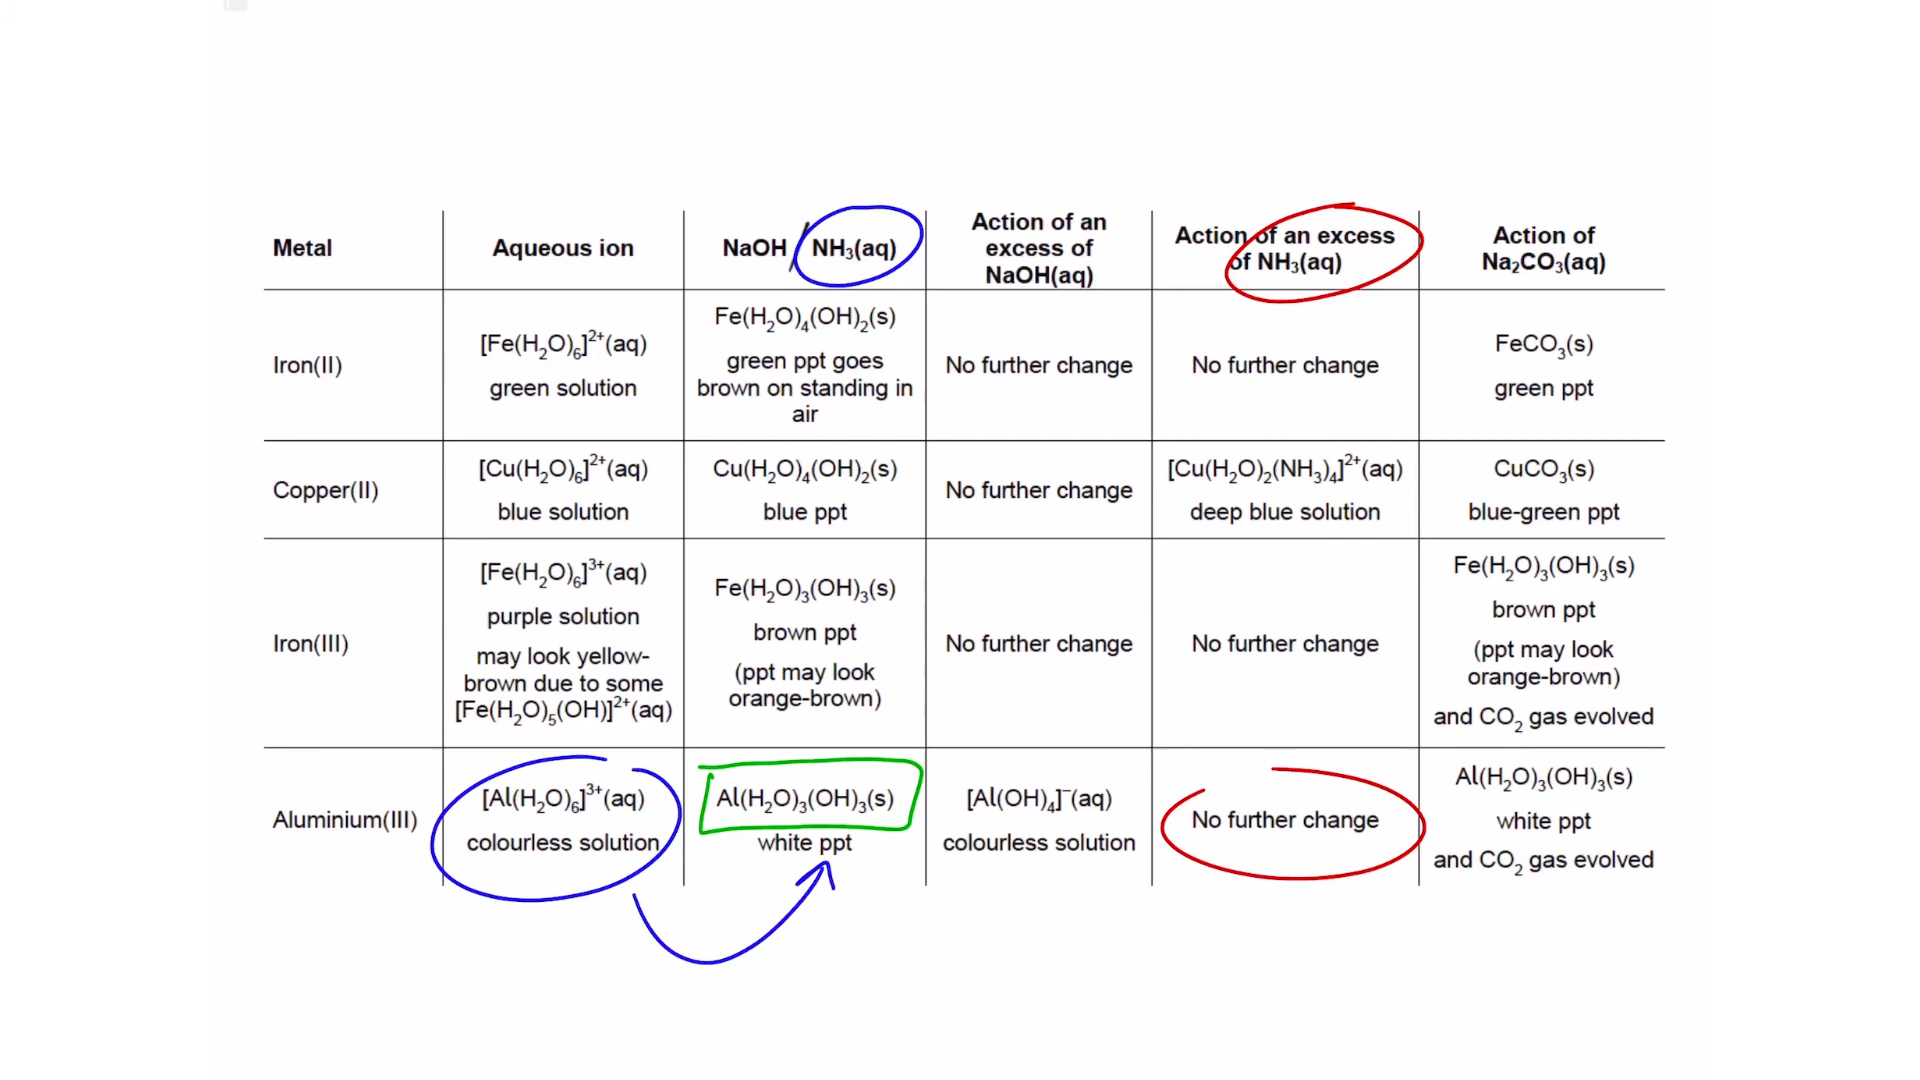 Metal
Aqueous ion
NaOH / NH₃(aq)
Action of an
excess of
NaOH(aq)
Action of an excess
of NH₃(aq)
Action of
Na₂CO₃(aq)
Iron(II)
[Fe(H₂O)₆]²⁺(aq)
green solution
Fe(H₂O)₄(OH)₂(s)
green ppt goes
brown on standing in
air
No further change
No further change
FeCO₃(s)
green ppt
Copper(II)
[Cu(H₂O)₆]²⁺(aq)
blue solution
Cu(H₂O)₄(OH)₂(s)
blue ppt
No further change
[Cu(H₂O)₂(NH₃)₄]²⁺(aq)
deep blue solution
CuCO₃(s)
blue-green ppt
Iron(III)
[Fe(H₂O)₆]³⁺(aq)
purple solution
may look yellow-
brown due to some
[Fe(H₂O)₅(OH)]²⁺(aq)
Fe(H₂O)₃(OH)₃(s)
brown ppt
(ppt may look
orange-brown)
No further change
No further change
Fe(H₂O)₃(OH)₃(s)
brown ppt
(ppt may look
orange-brown)
and CO₂ gas evolved
Aluminium(III)
[Al(H₂O)₆]³⁺(aq)
colourless solution
Al(H₂O)₃(OH)₃(s)
white ppt
[Al(OH)₄]⁻(aq)
colourless solution
No further change
Al(H₂O)₃(OH)₃(s)
white ppt
and CO₂ gas evolved